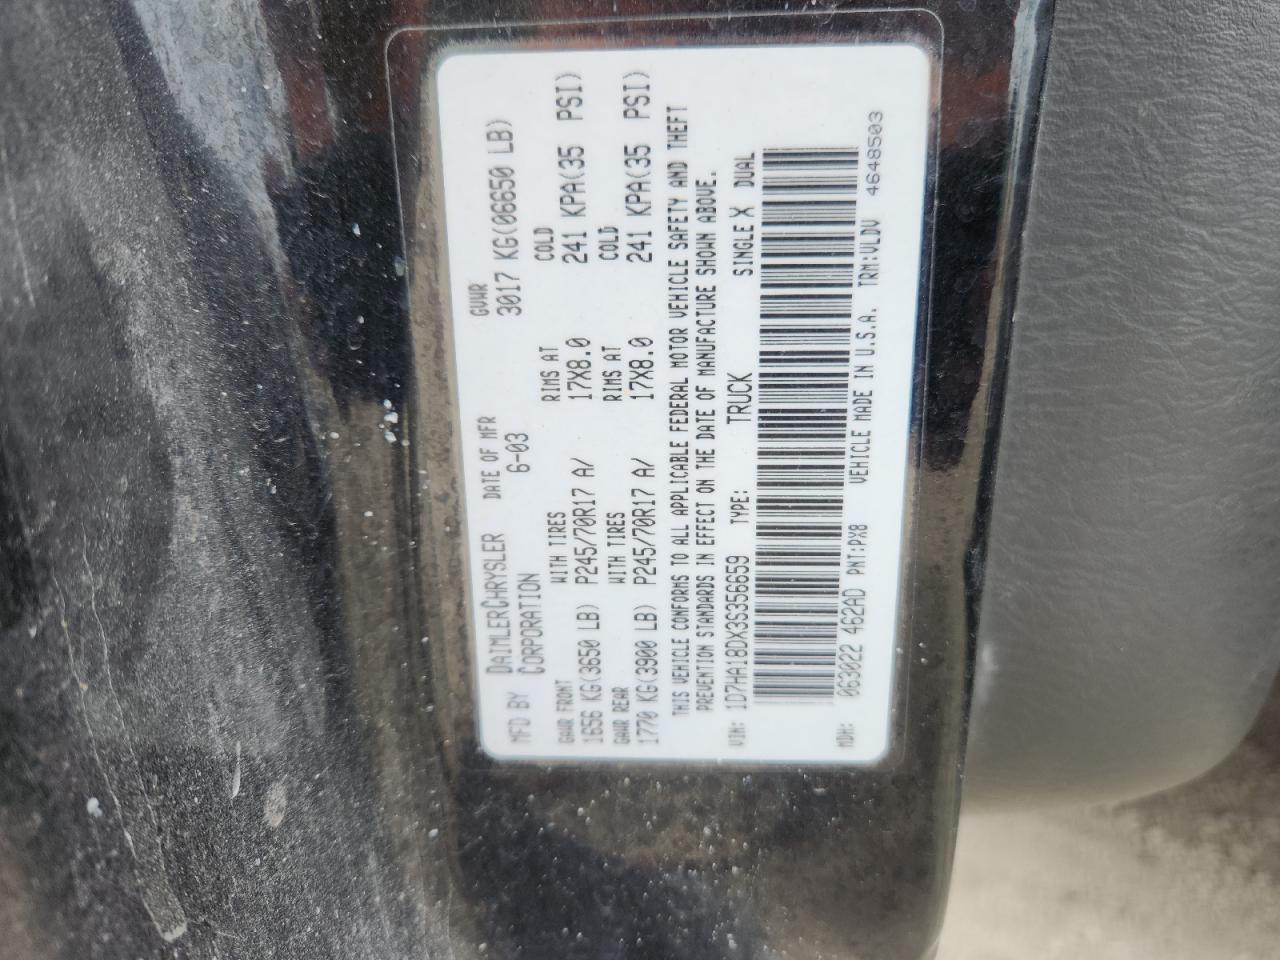 MFD BY DAIMLERCHRYSLER CORPORATION DATE OF MFR 6-03 GVWR 3017 KG(06650 LB)
GAWR FRONT WITH TIRES RIMS AT COLD
1656 KG(3650 LB) P245/70R17 A/ 17X8.0 241 KPA(35 PSI)
GAWR REAR WITH TIRES RIMS AT COLD
1770 KG(3900 LB) P245/70R17 A/ 17X8.0 241 KPA(35 PSI)
THIS VEHICLE CONFORMS TO ALL APPLICABLE FEDERAL MOTOR VEHICLE SAFETY AND THEFT
PREVENTION STANDARDS IN EFFECT ON THE DATE OF MANUFACTURE SHOWN ABOVE.
VIN: 1D7HA18DX3S356659 TYPE: TRUCK SINGLE X DUAL
MDH: 063022 462AD PNT:PX8 VEHICLE MADE IN U.S.A. TRM:VLDV 4648503